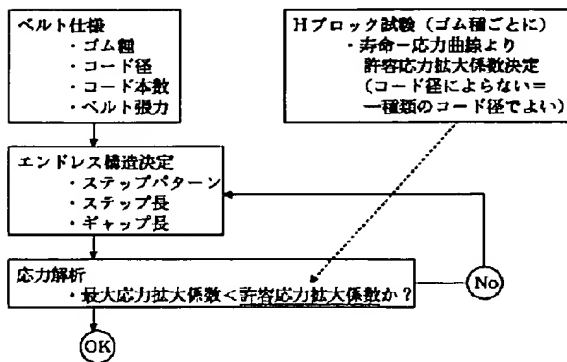 ベルト仕様
・ゴム種
・コード径
・コード本数
・ベルト張力
Hブロック試験(ゴム種ごとに)
・寿命−応力曲線より
許容応力拡大係数決定
(コード径によらない=
一種類のコード径でよい)
エンドレス構造決定
・ステップパターン
・ステップ長
・ギャップ長
応力解析
・最大応力拡大係数<許容応力拡大係数か?
No
OK